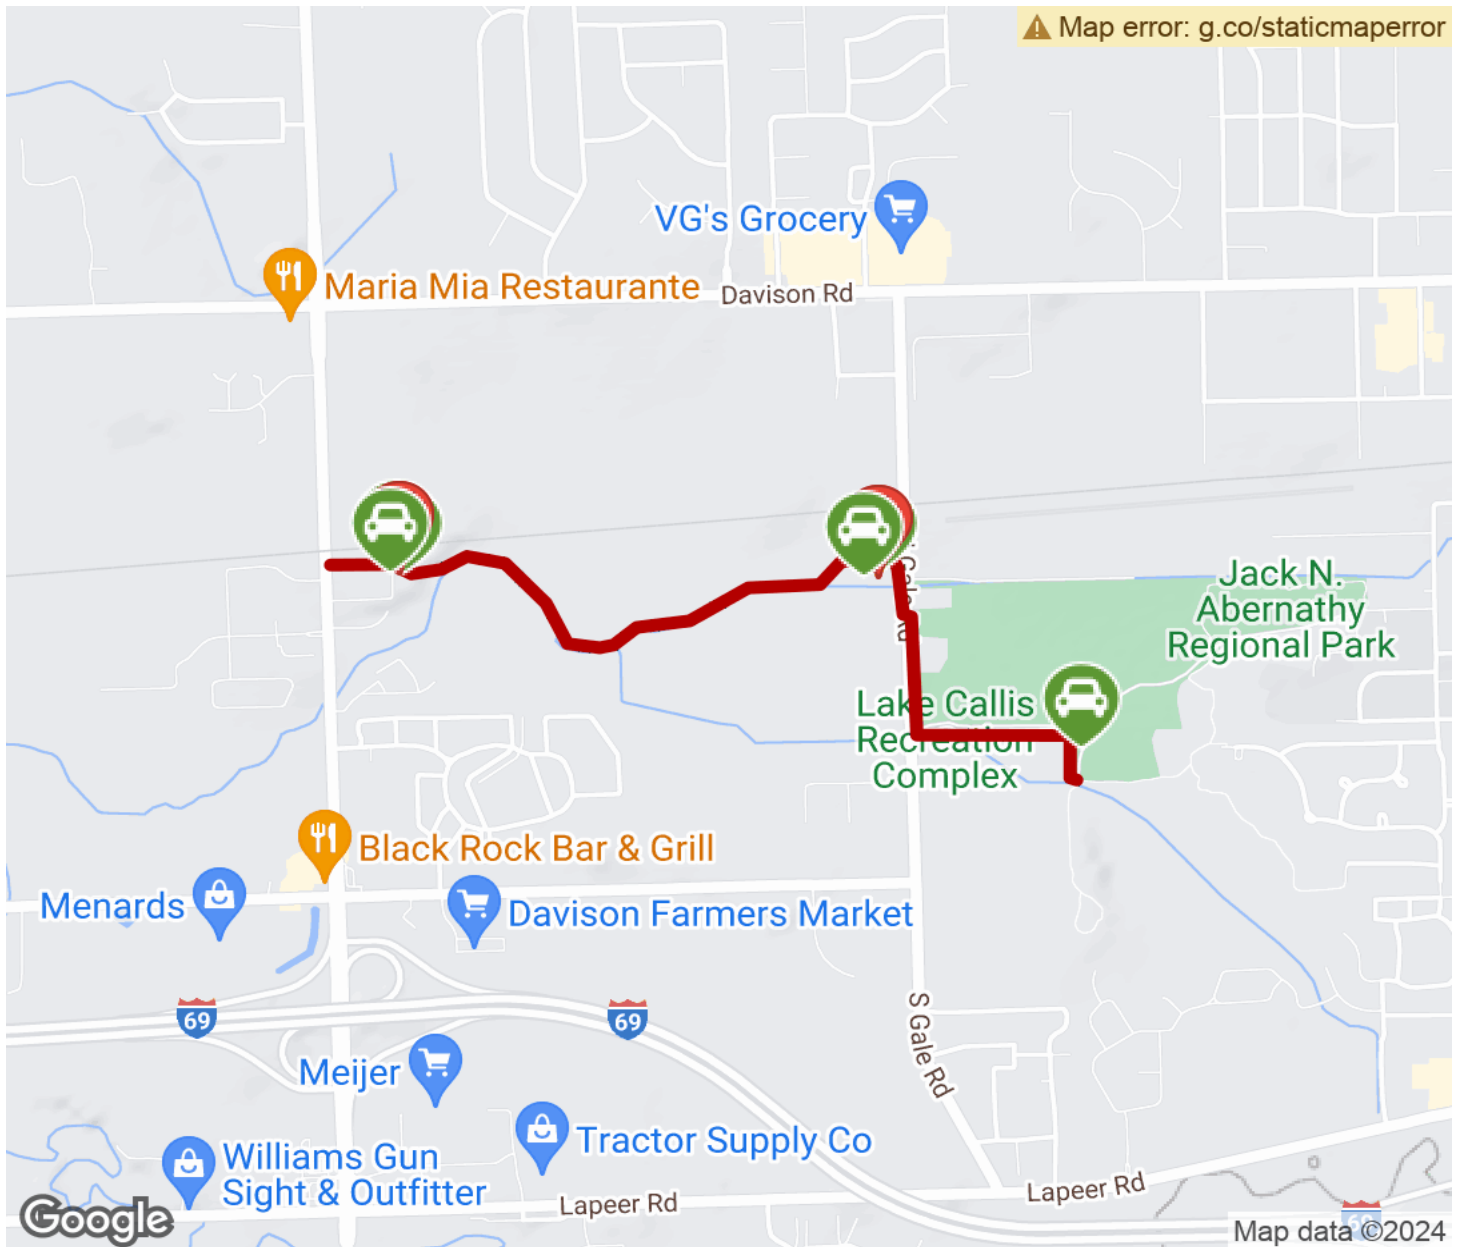 Map error: g.co/staticmaperror
VG's Grocery
Maria Mia Restaurante
Davison Rd
Jack N.
Abernathy
Regional Park
Lake Callis
Recreation
Complex
Black Rock Bar & Grill
Menards
Davison Farmers Market
69
69
S Gale Rd
Meijer
Tractor Supply Co
Williams Gun
Sight & Outfitter
Lapeer Rd
Lapeer Rd
69
Google
Map data ©2024